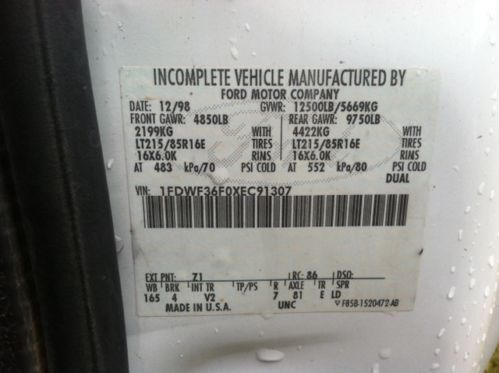 INCOMPLETE VEHICLE MANUFACTURED BY
FORD MOTOR COMPANY
DATE: 12/98 GVWR: 12500LB/5669KG
FRONT GAWR: 4850LB REAR GAWR: 9750LB
2199KG WITH 4422KG WITH
LT215/85R16E TIRES LT215/85R16E TIRES
16X6.0K RIMS 16X6.0K RIMS
AT 483 kPa/70 PSI COLD AT 552 kPa/80 PSI COLD
DUAL
VIN: 1FDWF36F0XEC91307
EXT PNT: Z1 RC: 86 DSO:
WB BRK INT TR TP/PS R AXLE TR SPR
165 4 V2 7 81 E LD
MADE IN U.S.A. UNC F85B-1520472-AB